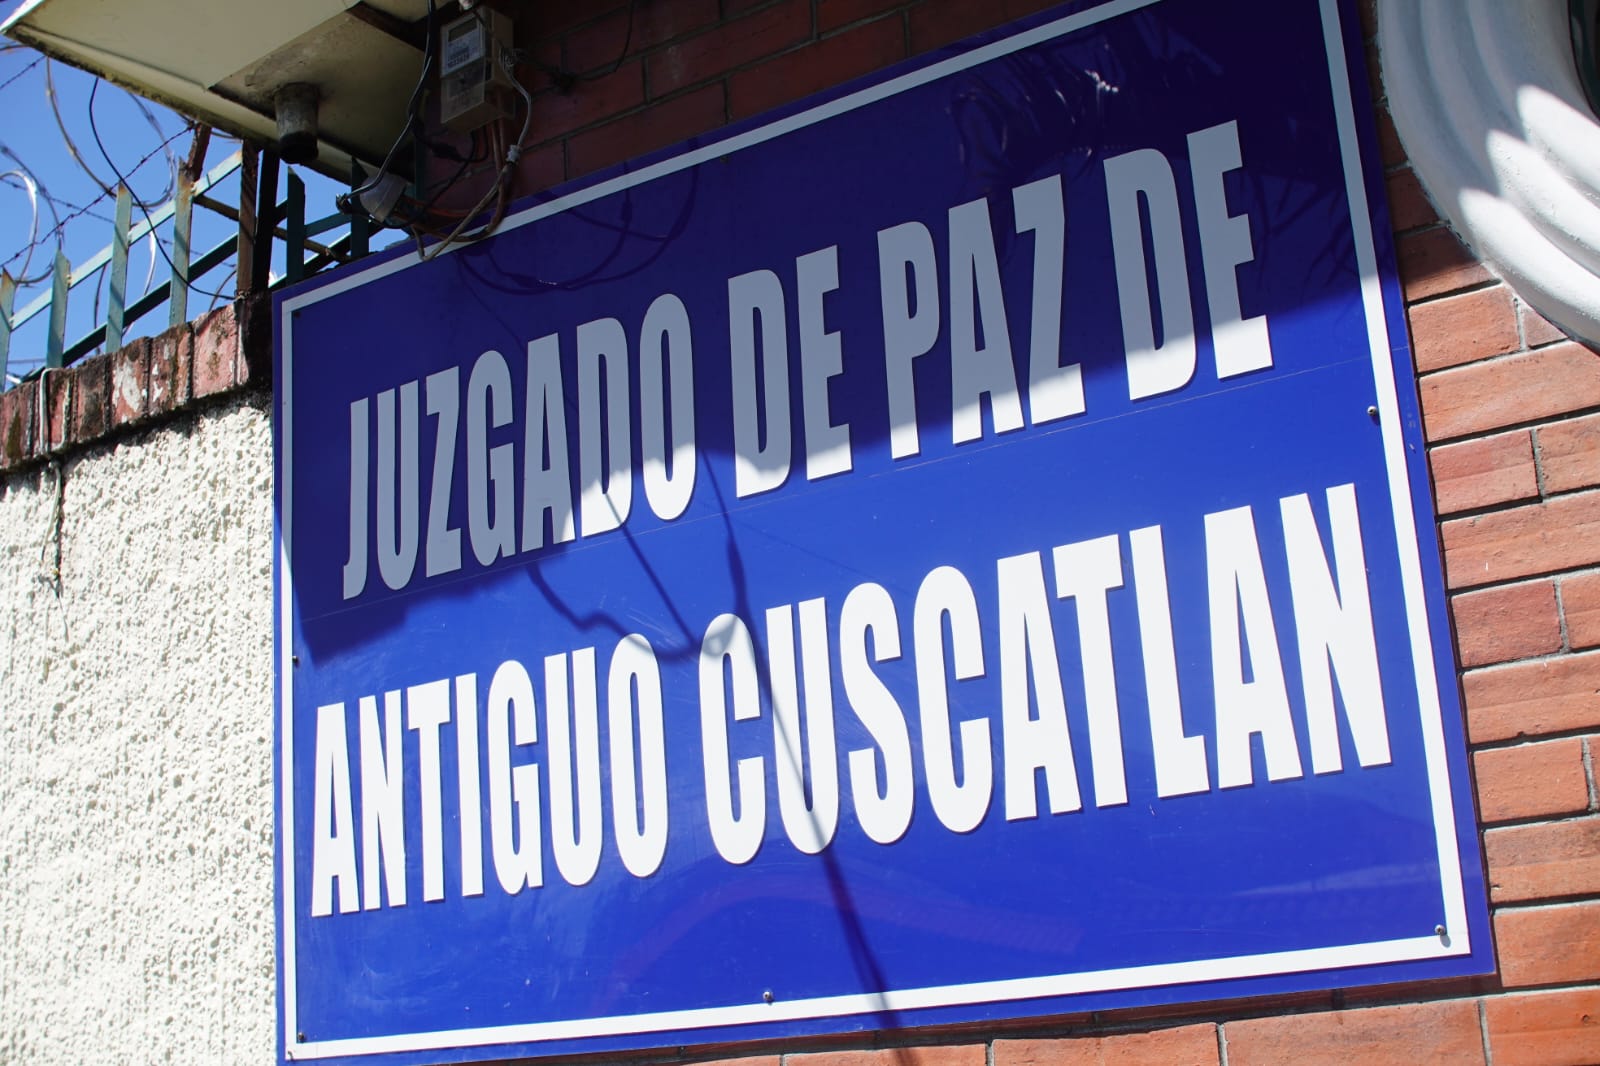 JUZGADO DE PAZ DE
ANTIGUO CUSCATLAN